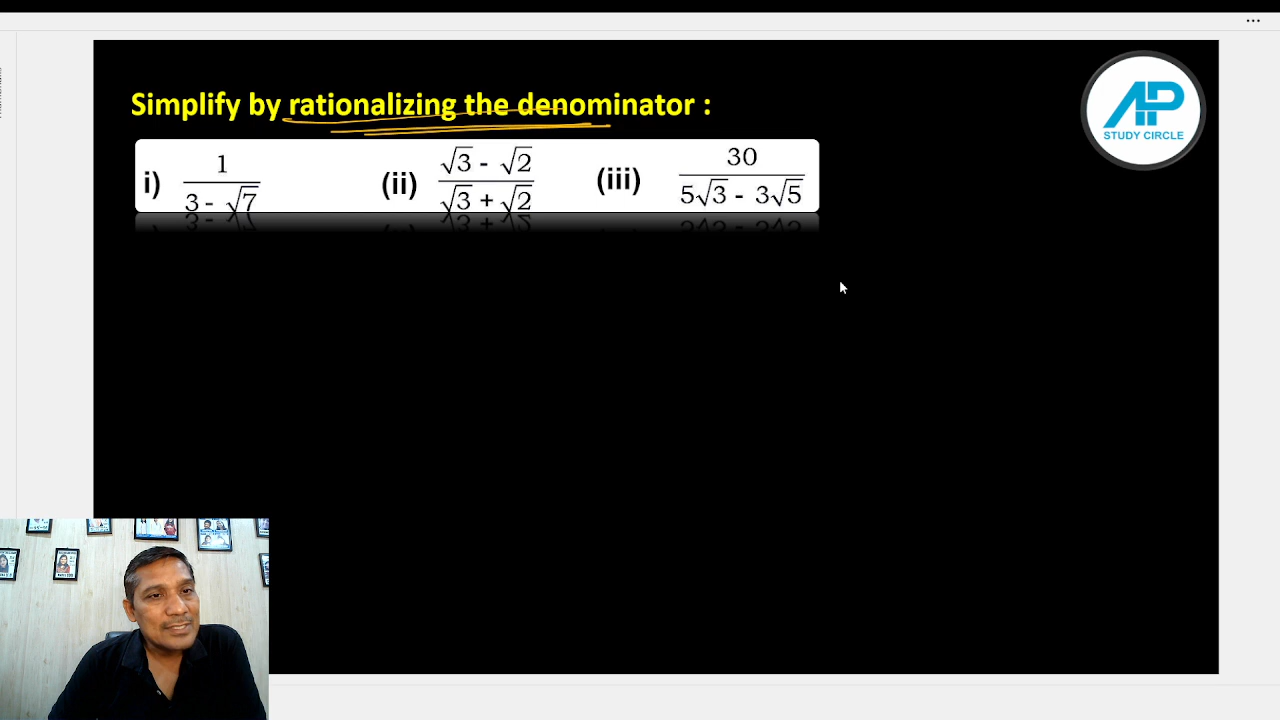 Simplify by rationalizing the denominator :
i) 1/(3 - √7) (ii) (√3 - √2)/(√3 + √2) (iii) 30/(5√3 - 3√5)
AP
STUDY CIRCLE